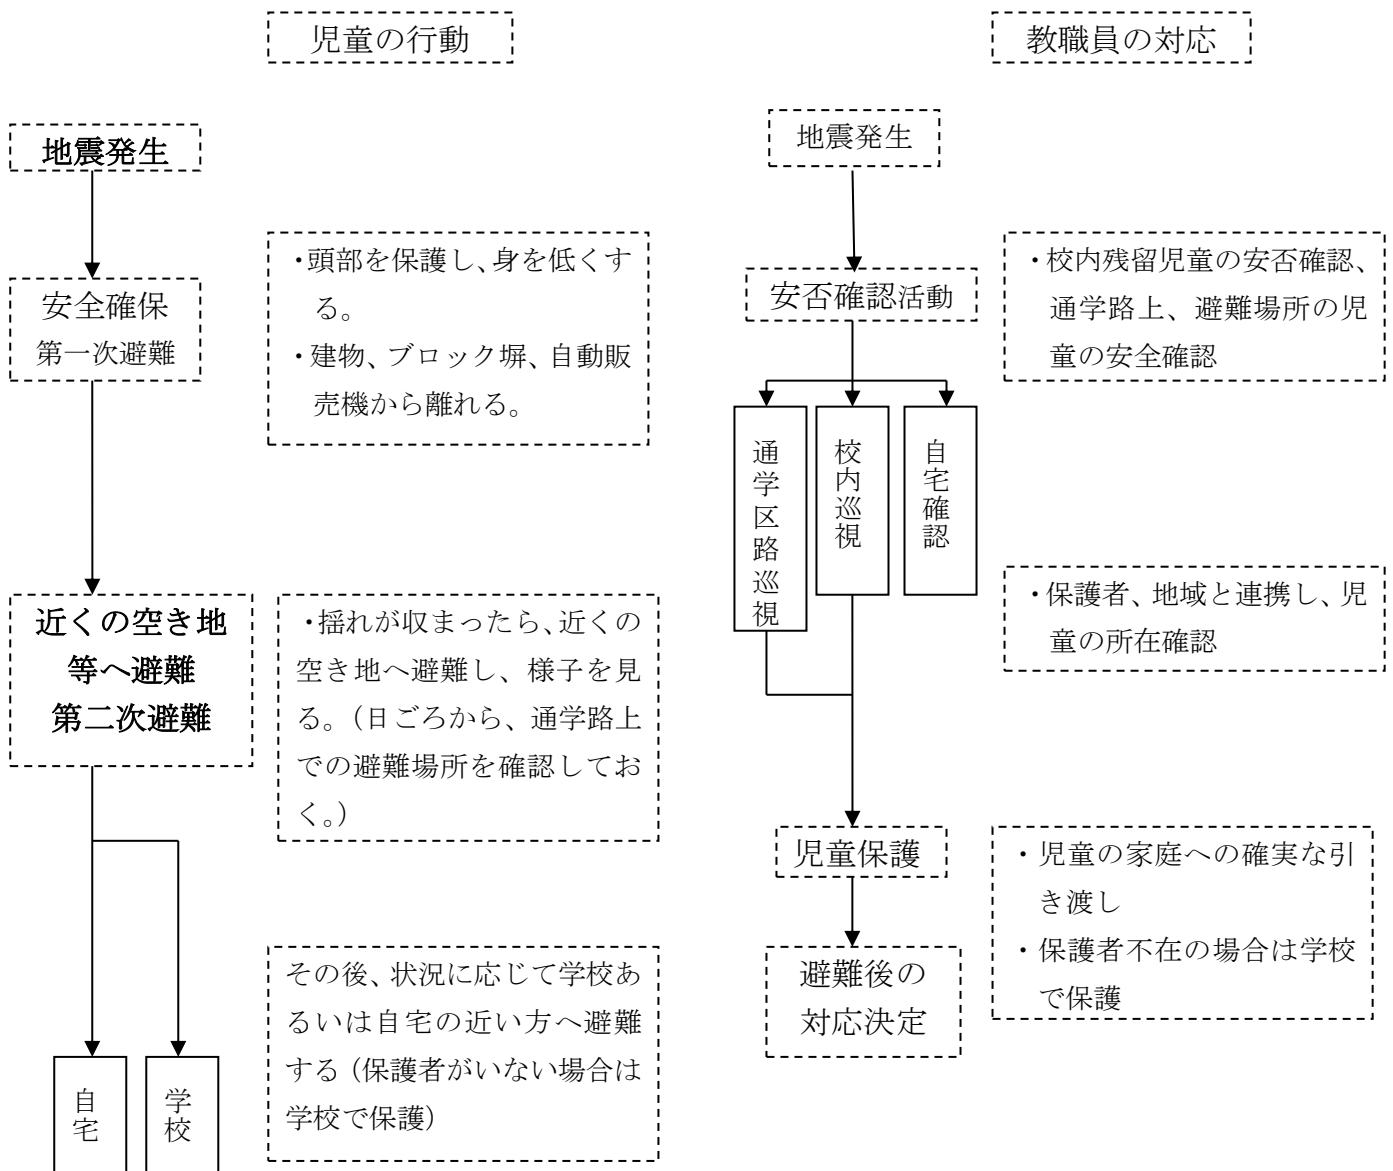 児童の行動
教職員の対応
地震発生
安全確保
第一次避難
・頭部を保護し、身を低くす
る。
・建物、ブロック塀、自動販
売機から離れる。
近くの空き地
等へ避難
第二次避難
・揺れが収まったら、近くの
空き地へ避難し、様子を見
る。（日ごろから、通学路上
での避難場所を確認してお
く。）
自宅
学校
その後、状況に応じて学校あ
るいは自宅の近い方へ避難
する（保護者がいない場合は
学校で保護）
地震発生
安否確認活動
・校内残留児童の安否確認、
通学路上、避難場所の児
童の安全確認
通学区路巡視
校内巡視
自宅確認
・保護者、地域と連携し、児
童の所在確認
児童保護
・児童の家庭への確実な引
き渡し
・保護者不在の場合は学校
で保護
避難後の
対応決定